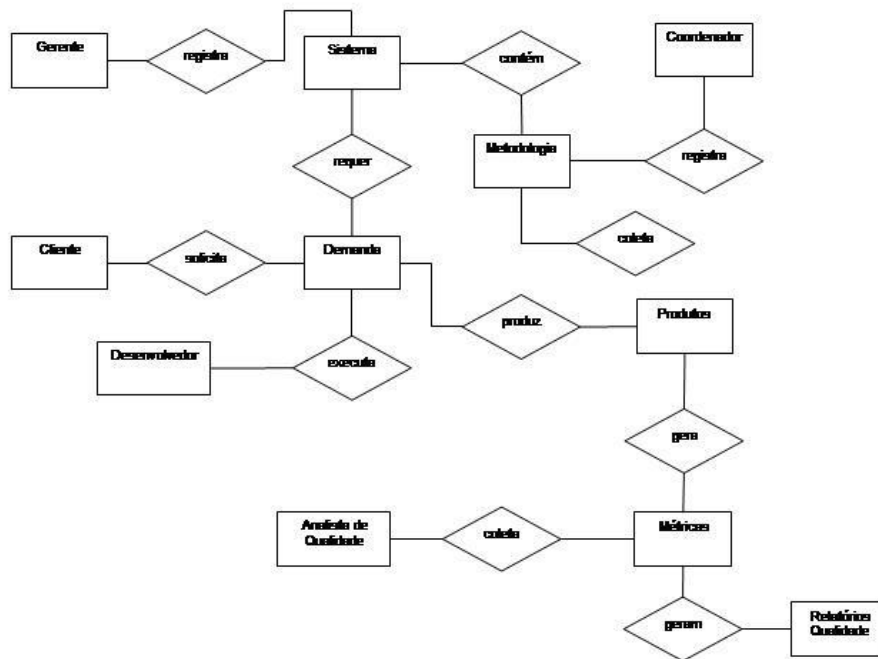 Gerente
registra
Sistema
contém
Coordenador
requer
Metodologia
registra
Cliente
solicita
Demanda
coleta
produz
Produtos
Desenvolvedor
executa
gera
Analista de
Qualidade
coleta
Métricas
geram
Relatórios
Qualidade